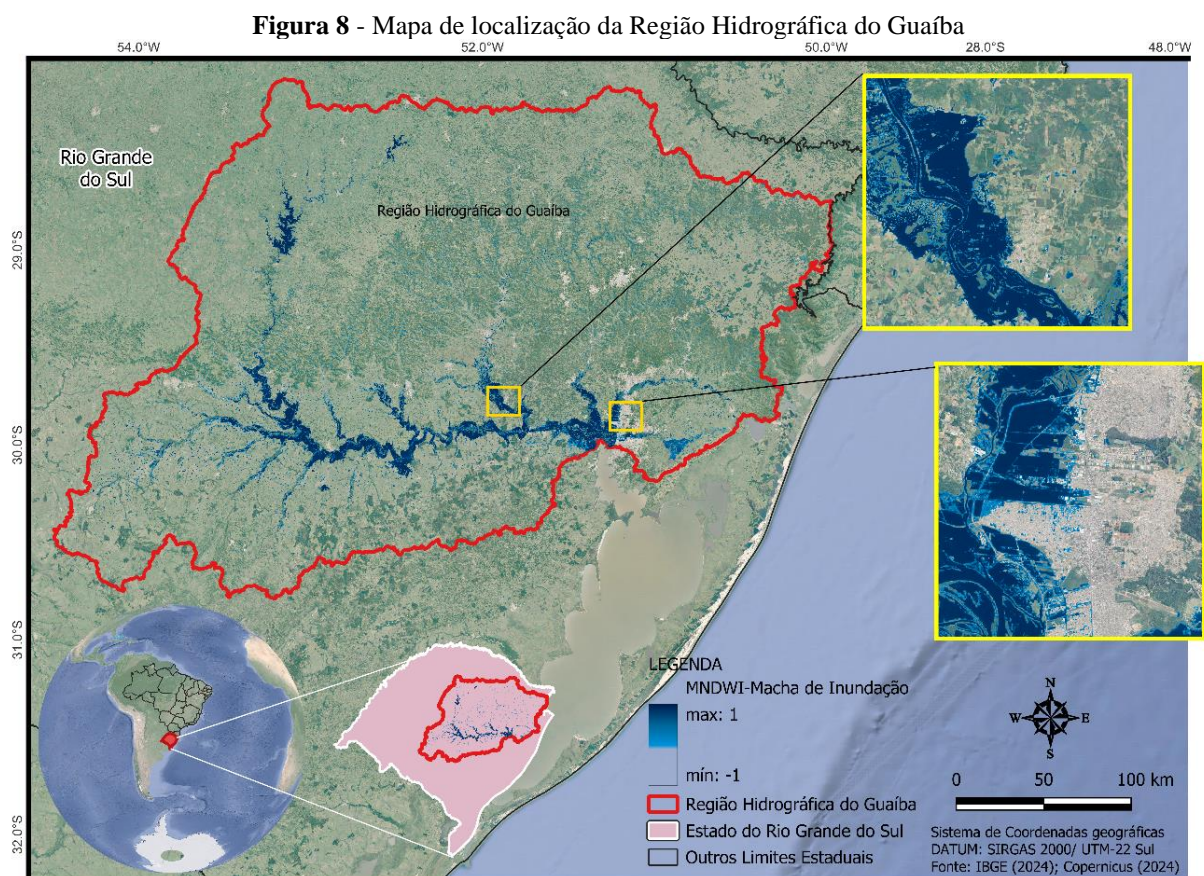 Figura 8 - Mapa de localização da Região Hidrográfica do Guaíba
54.0°W 52.0°W 50.0°W 28.0°S 48.0°W
Rio Grande
do Sul
Região Hidrográfica do Guaíba
29.0°S
30.0°S
31.0°S
32.0°S
LEGENDA
MNDWI-Macha de Inundação
max: 1
mín: -1
Região Hidrográfica do Guaíba
Estado do Rio Grande do Sul
Outros Limites Estaduais
N
W E
S
0 50 100 km
Sistema de Coordenadas geográficas
DATUM: SIRGAS 2000/ UTM-22 Sul
Fonte: IBGE (2024); Copernicus (2024)